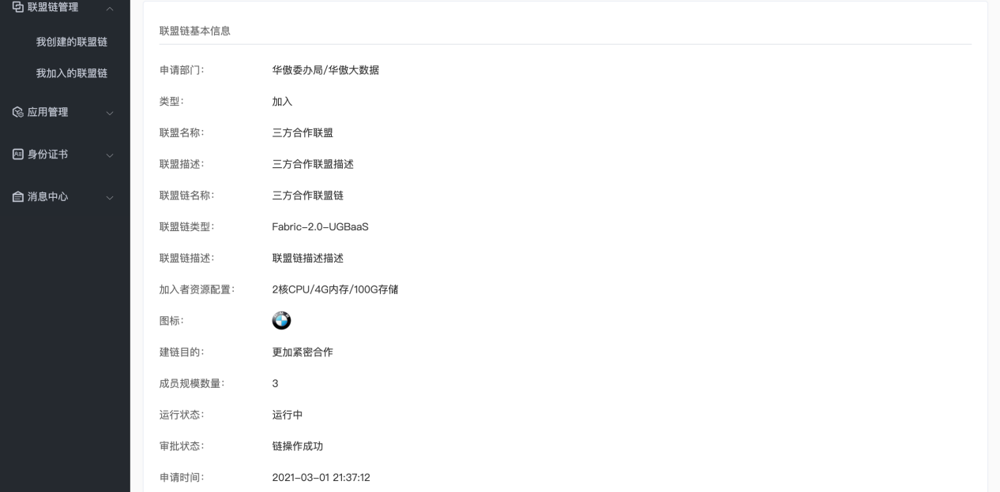 联盟链管理
我创建的联盟链
我加入的联盟链
应用管理
身份证书
消息中心
联盟链基本信息
申请部门： 华傲委办局/华傲大数据
类型： 加入
联盟名称： 三方合作联盟
联盟描述： 三方合作联盟描述
联盟链名称： 三方合作联盟链
联盟链类型： Fabric-2.0-UGBaaS
联盟链描述： 联盟链描述描述
加入者资源配置： 2核CPU/4G内存/100G存储
图标：
建链目的： 更加紧密合作
成员规模数量： 3
运行状态： 运行中
审批状态： 链操作成功
申请时间： 2021-03-01 21:37:12